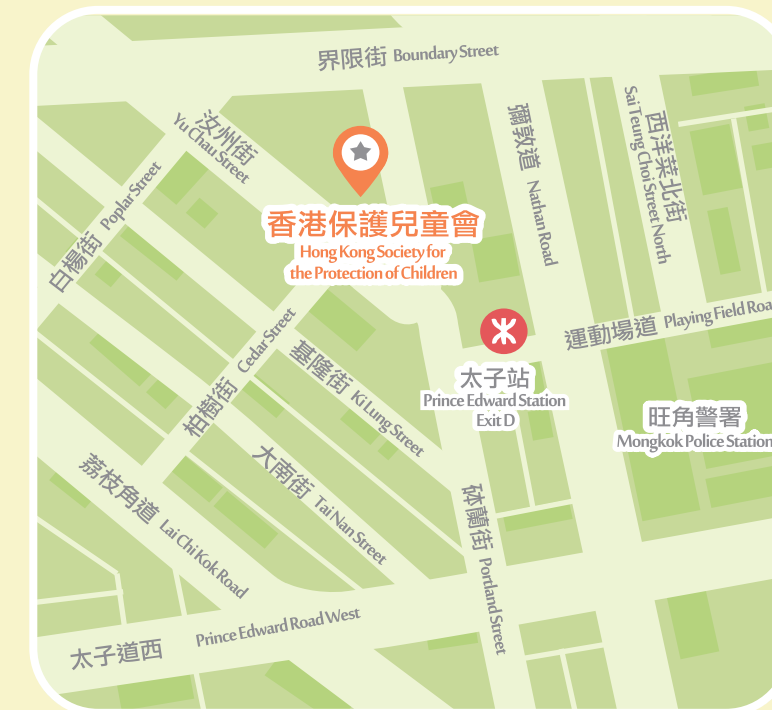 界限街 Boundary Street
汝州街
Yu Chau Street
彌敦道 Nathan Road
西洋菜北街
Sai Yeung Choi Street North
白楊街 Poplar Street
香港保護兒童會
Hong Kong Society for
the Protection of Children
運動場道 Playing Field Roa
太子站
Prince Edward Station
Exit D
柏樹街 Cedar Street
基隆街 Ki Lung Street
旺角警署
Mongkok Police Station
大南街 Tai Nan Street
荔枝角道 Lai Chi Kok Road
砵蘭街 Portland Street
太子道西 Prince Edward Road West